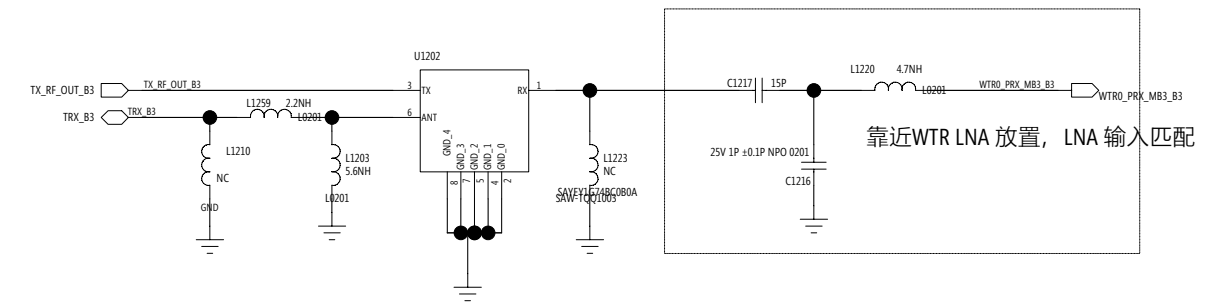 U1202
TX_RF_OUT_B3
TX_RF_OUT_B3
3
TX
RX
1
C1217
15P
L1220
4.7NH
L0201
WTR0_PRX_MB3_B3
WTR0_PRX_MB3_B3
TRX_B3
TRX_B3
L1259
2.2NH
L0201
6
ANT
GND_4
GND_3
GND_2
GND_1
GND_0
8
7
5
4
2
L1210
NC
GND
L1203
5.6NH
L0201
L1223
NC
SAYEY1G74BC0B0A
SAW-TQQ1003
25V 1P ±0.1P NPO 0201
C1216
靠近WTR LNA 放置，LNA 输入匹配